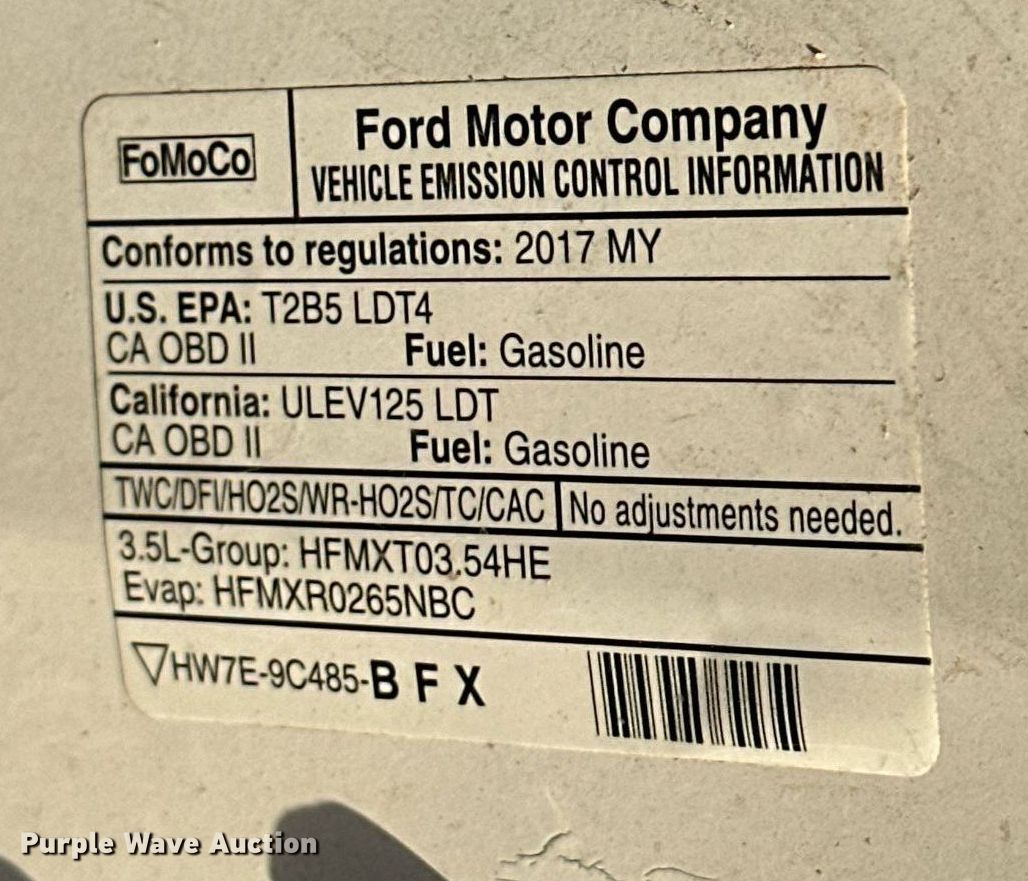 FoMoCo
Ford Motor Company
VEHICLE EMISSION CONTROL INFORMATION
Conforms to regulations: 2017 MY
U.S. EPA: T2B5 LDT4
CA OBD II Fuel: Gasoline
California: ULEV125 LDT
CA OBD II Fuel: Gasoline
TWC/DFI/HO2S/WR-HO2S/TC/CAC No adjustments needed.
3.5L-Group: HFMXT03.54HE
Evap: HFMXR0265NBC
▽HW7E-9C485-B F X
Purple Wave Auction